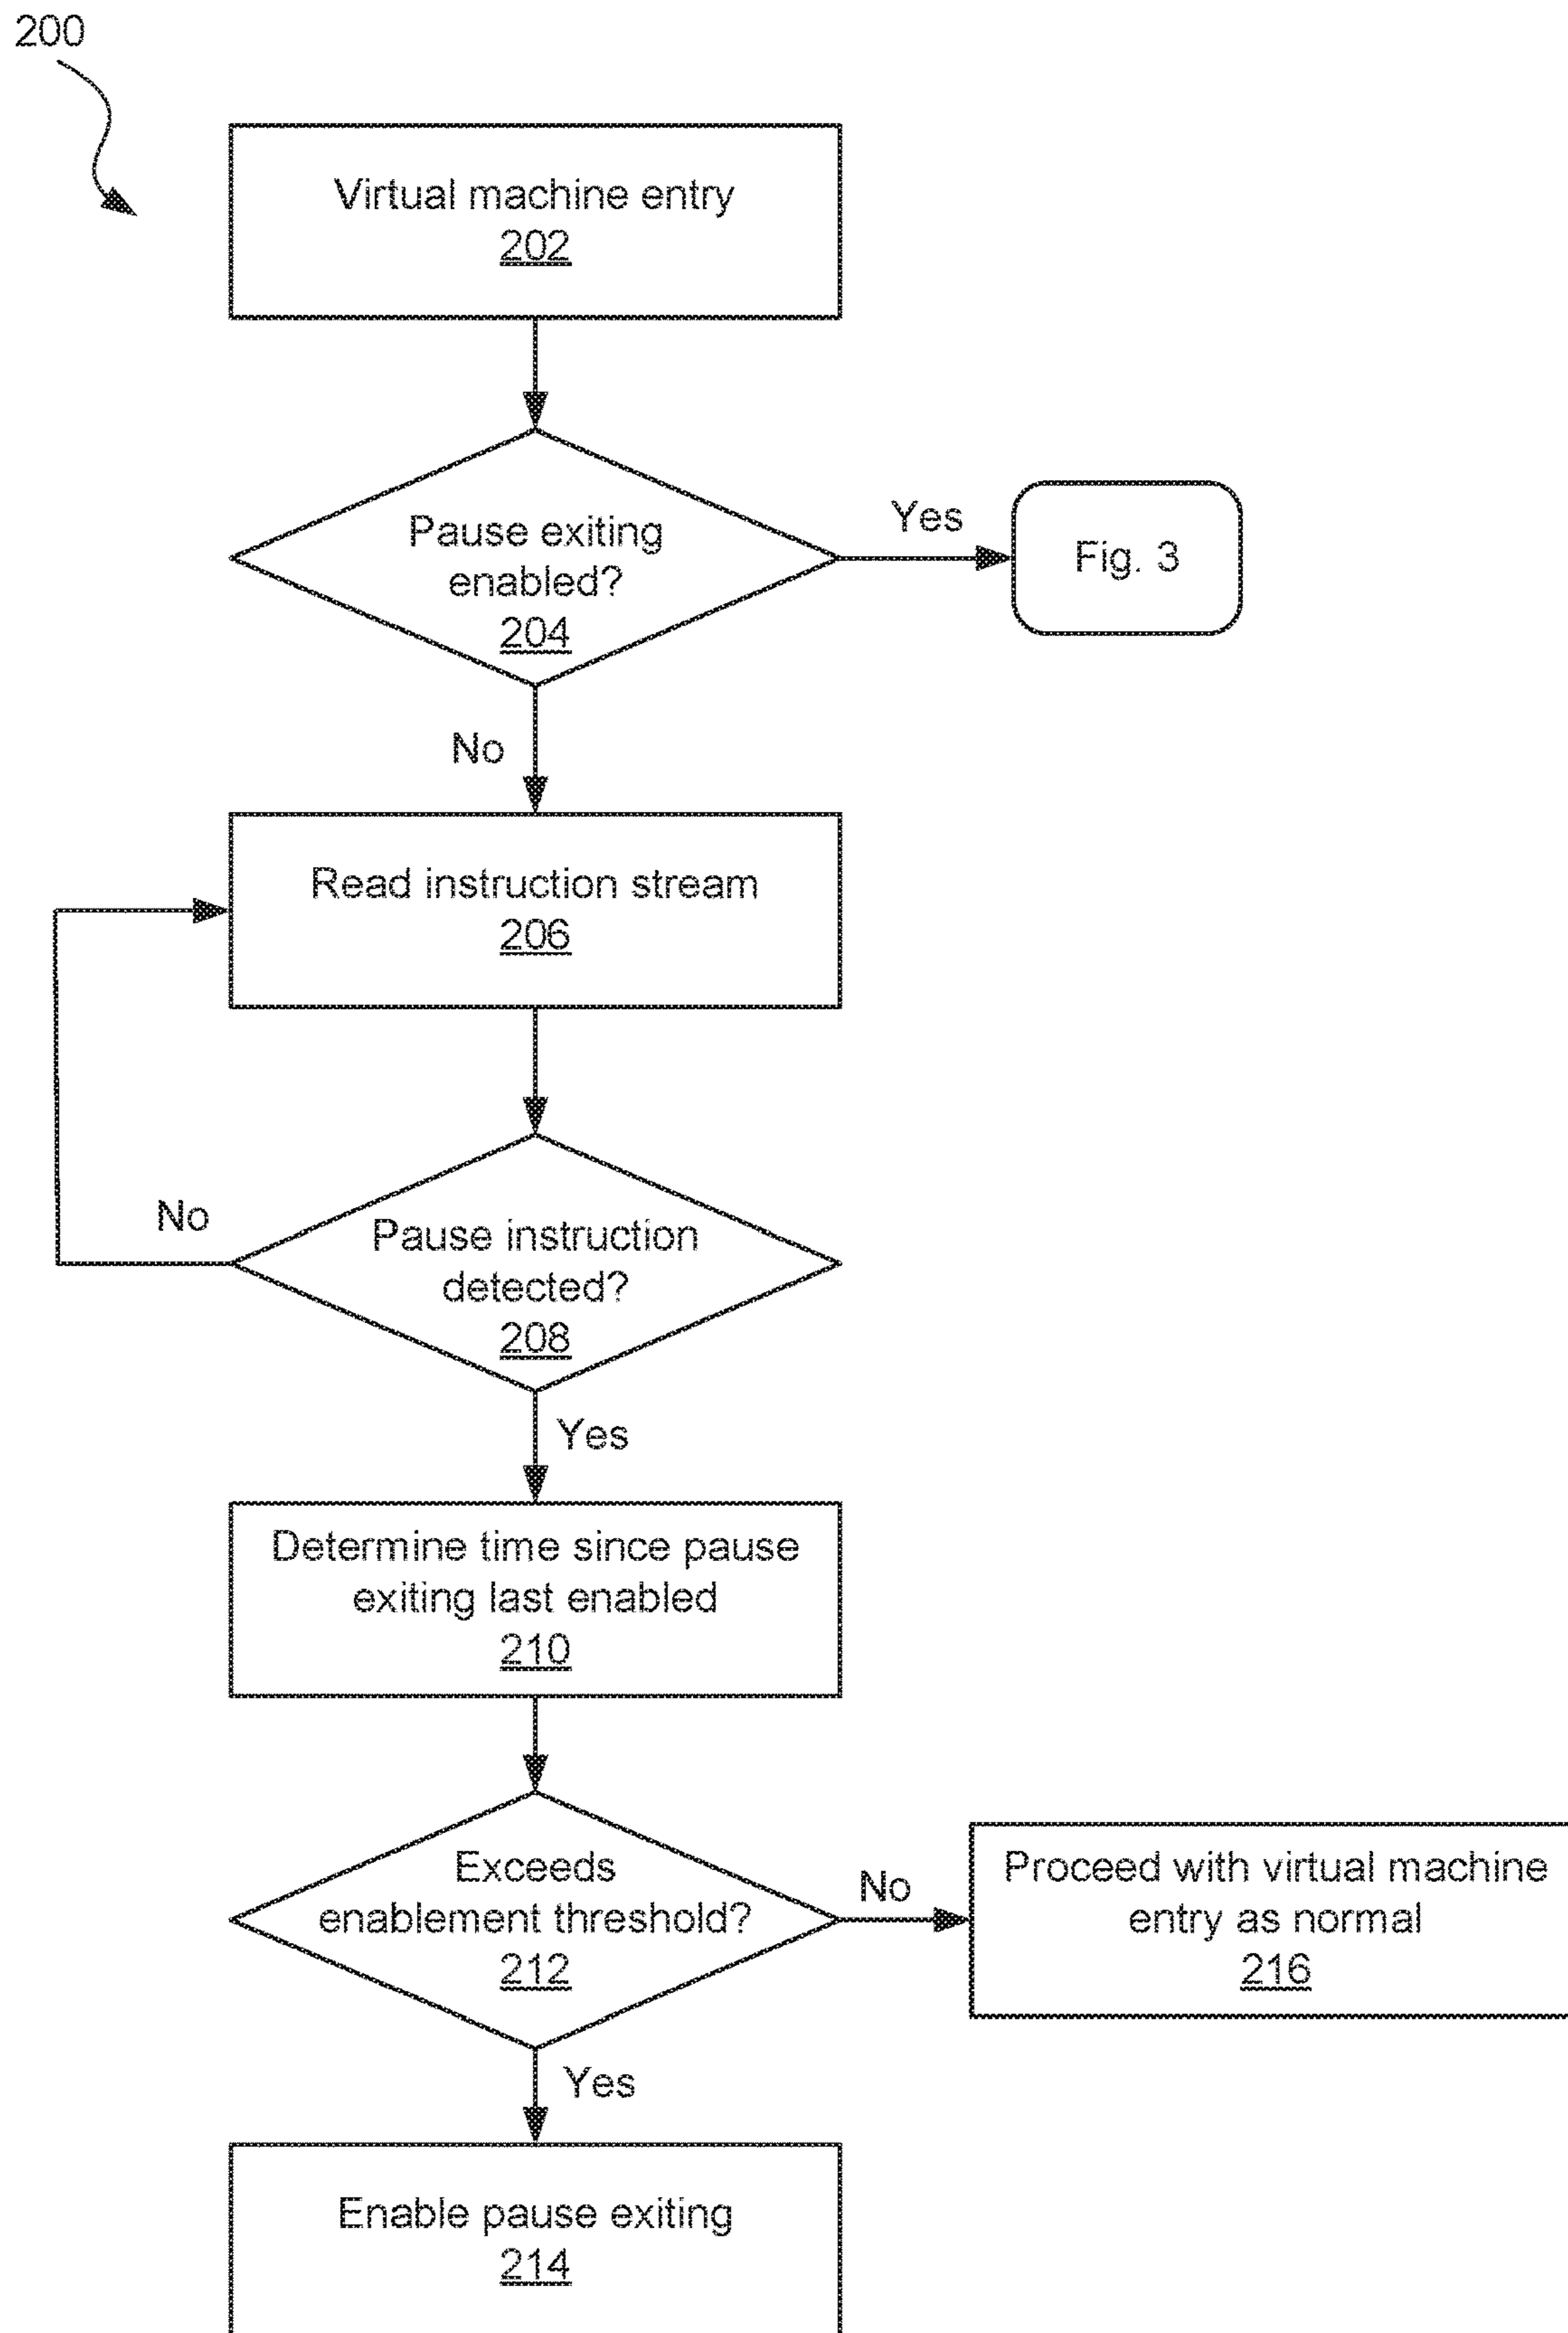 200
Virtual machine entry
202
Pause exiting
enabled?
204
Yes
Fig. 3
No
Read instruction stream
206
No
Pause instruction
detected?
208
Yes
Determine time since pause
exiting last enabled
210
Exceeds
enablement threshold?
212
No
Proceed with virtual machine
entry as normal
216
Yes
Enable pause exiting
214